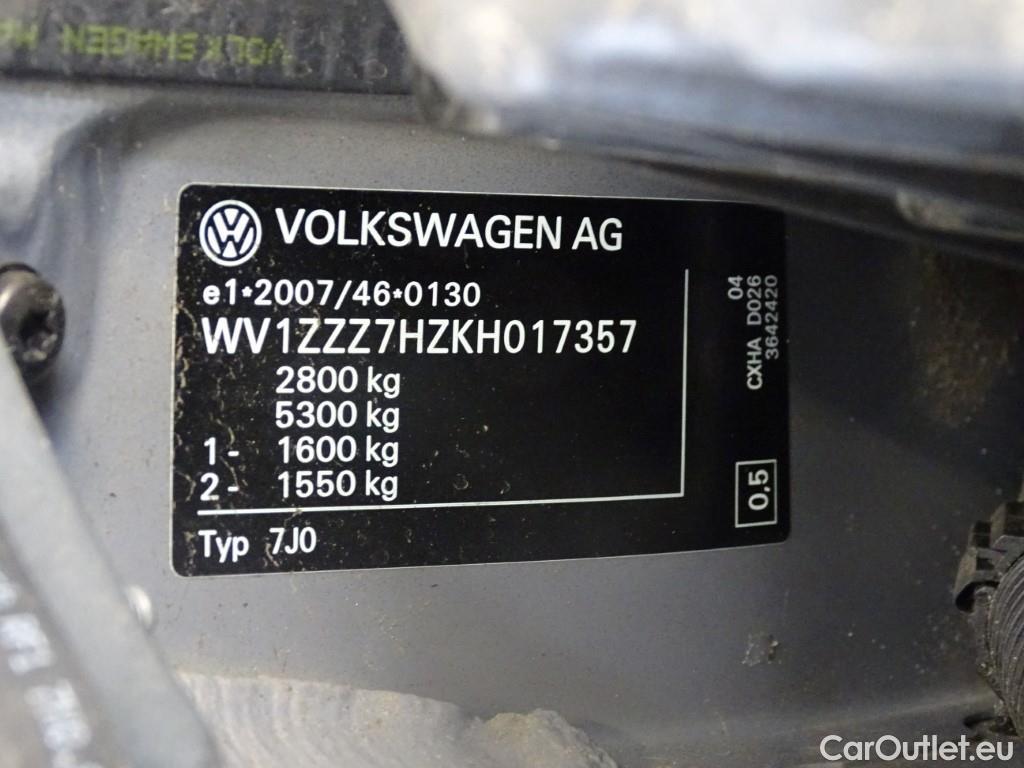 VOLKSWAGEN
VOLKSWAGEN AG
e1*2007/46*0130
WV1ZZZ7HZKH017357
2800 kg
5300 kg
1- 1600 kg
2- 1550 kg
Typ 7J0
04
CXHA D026
3642420
0,5
CarOutlet.eu